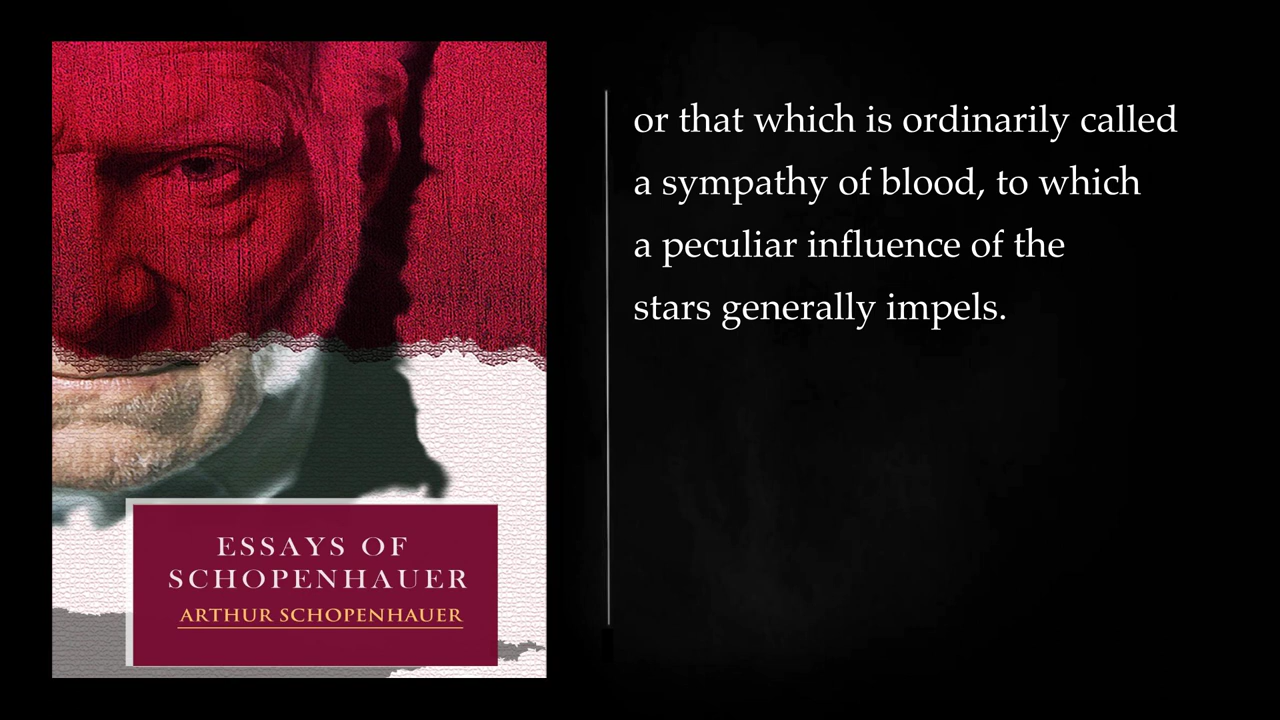 ESSAYS OF
SCHOPENHAUER
ARTHUR SCHOPENHAUER
or that which is ordinarily called
a sympathy of blood, to which
a peculiar influence of the
stars generally impels.